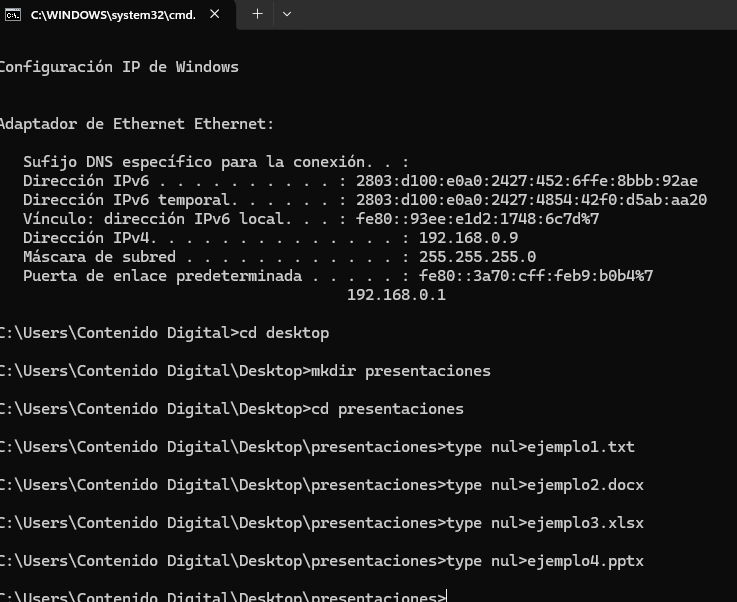 C:\WINDOWS\system32\cmd.
Configuración IP de Windows
Adaptador de Ethernet Ethernet:
Sufijo DNS específico para la conexión. . :
Dirección IPv6 . . . . . . . . . . : 2803:d100:e0a0:2427:452:6ffe:8bbb:92ae
Dirección IPv6 temporal. . . . . . : 2803:d100:e0a0:2427:4854:42f0:d5ab:aa20
Vínculo: dirección IPv6 local. . . : fe80::93ee:e1d2:1748:6c7d%7
Dirección IPv4. . . . . . . . . . . . . . : 192.168.0.9
Máscara de subred . . . . . . . . . . . . : 255.255.255.0
Puerta de enlace predeterminada . . . . . : fe80::3a70:cff:feb9:b0b4%7
192.168.0.1
C:\Users\Contenido Digital>cd desktop
C:\Users\Contenido Digital\Desktop>mkdir presentaciones
C:\Users\Contenido Digital\Desktop>cd presentaciones
C:\Users\Contenido Digital\Desktop\presentaciones>type nul>ejemplo1.txt
C:\Users\Contenido Digital\Desktop\presentaciones>type nul>ejemplo2.docx
C:\Users\Contenido Digital\Desktop\presentaciones>type nul>ejemplo3.xlsx
C:\Users\Contenido Digital\Desktop\presentaciones>type nul>ejemplo4.pptx
C:\Users\Contenido Digital\Desktop\presentaciones>